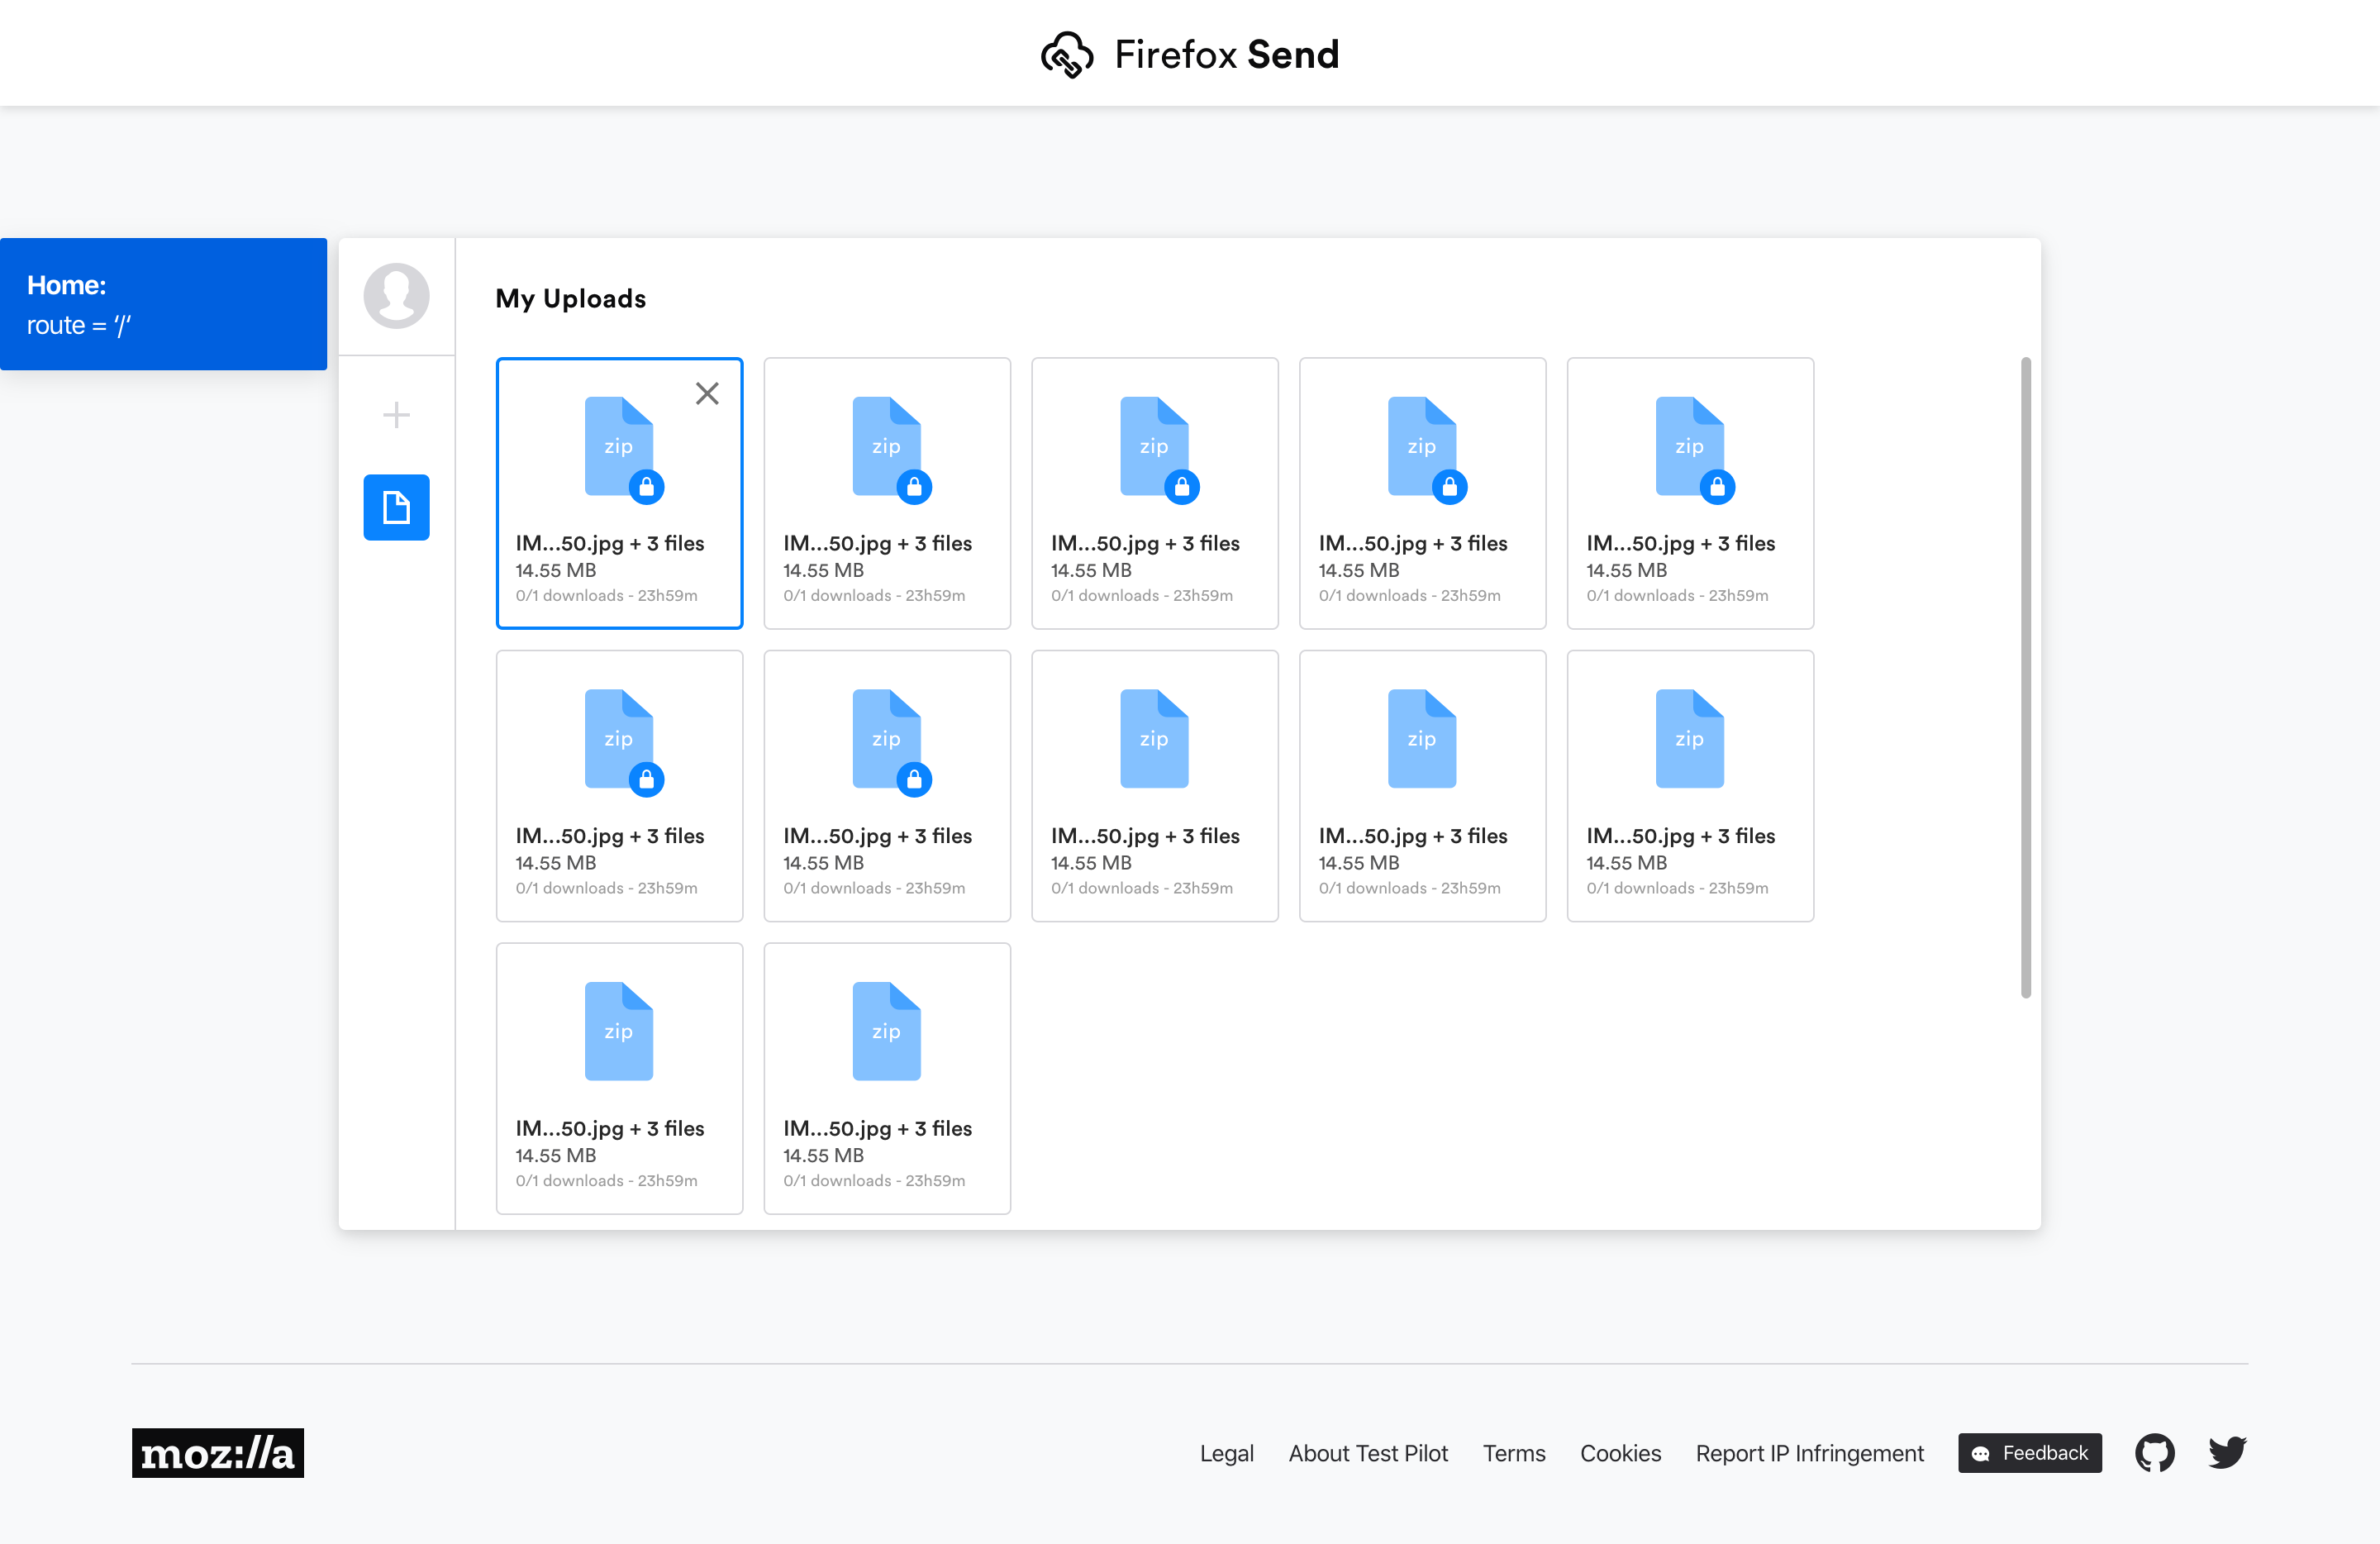 Firefox Send
Home:
route = ‘/‘
My Uploads
zip
zip
zip
zip
zip
IM...50.jpg + 3 files
14.55 MB
0/1 downloads - 23h59m
IM...50.jpg + 3 files
14.55 MB
0/1 downloads - 23h59m
IM...50.jpg + 3 files
14.55 MB
0/1 downloads - 23h59m
IM...50.jpg + 3 files
14.55 MB
0/1 downloads - 23h59m
IM...50.jpg + 3 files
14.55 MB
0/1 downloads - 23h59m
zip
zip
zip
zip
zip
IM...50.jpg + 3 files
14.55 MB
0/1 downloads - 23h59m
IM...50.jpg + 3 files
14.55 MB
0/1 downloads - 23h59m
IM...50.jpg + 3 files
14.55 MB
0/1 downloads - 23h59m
IM...50.jpg + 3 files
14.55 MB
0/1 downloads - 23h59m
IM...50.jpg + 3 files
14.55 MB
0/1 downloads - 23h59m
zip
zip
IM...50.jpg + 3 files
14.55 MB
0/1 downloads - 23h59m
IM...50.jpg + 3 files
14.55 MB
0/1 downloads - 23h59m
moz://a
Legal
About Test Pilot
Terms
Cookies
Report IP Infringement
Feedback